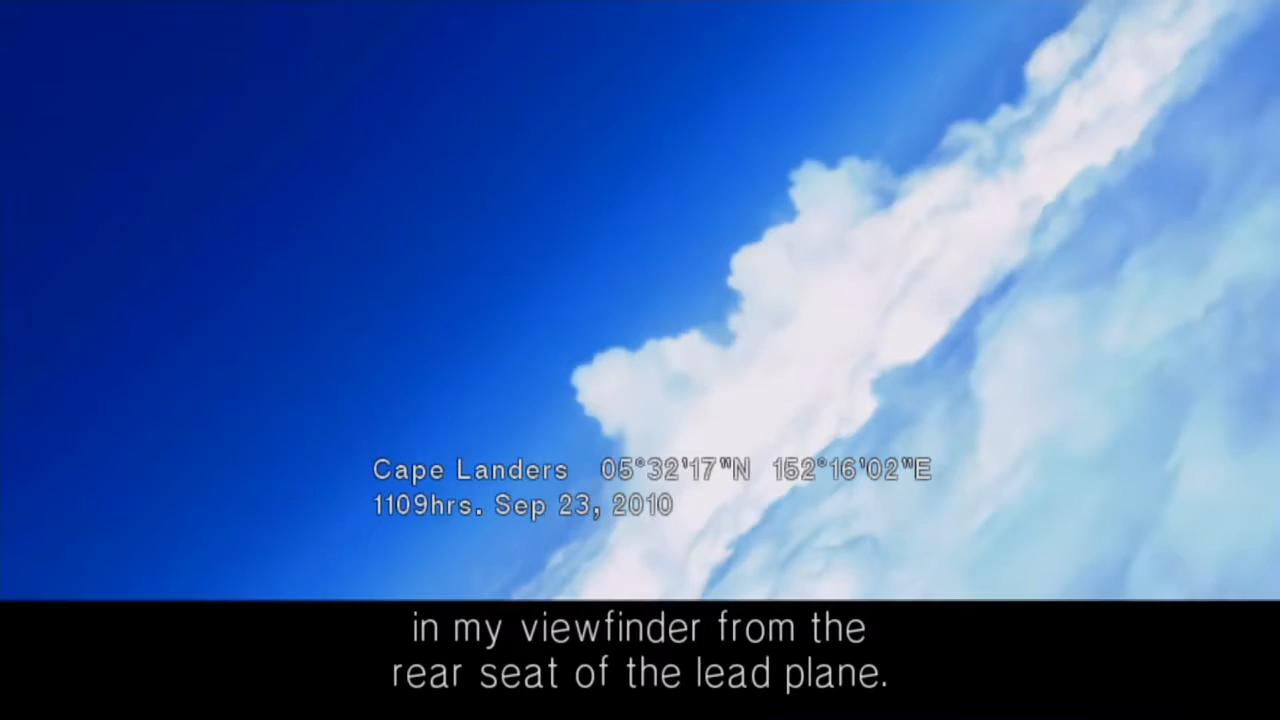 Cape Landers 05°32'17"N 152°16'02"E
1109hrs. Sep 23, 2010
in my viewfinder from the
rear seat of the lead plane.